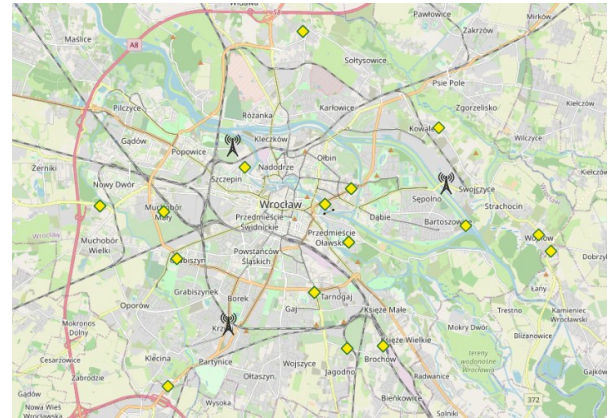 Widawa
Pawłowice
Mirków
Zakrzów
Maślice
A8
Sołtysowice
Psie Pole
Kiełczów
Pilczyce
Różanka
Karłowice
Zgorzelisko
Kiełczów
Gądów
Popowice
Kleczków
Kowale
Wilczyce
Żerniki
Nadodrze
Ołbin
Nowy Dwór
Szczepin
Swojczyce
Muchobór
Mały
Wrocław
Sępolno
Strachocin
Przedmieście
Świdnickie
Dąbie
Bartoszowice
Wrocław
Muchobór
Wielki
Przedmieście
Oławskie
Wojnów
Powstańców
Śląskich
Dobrzyk
Grabiszyn
Łany
Grabiszynek
Oporów
Borek
Gaj
Tarnogaj
Trestno
Kamieniec
Wrocławski
Mokronos
Dolny
Krzyki
Księże Małe
Księże Wielkie
Mokry Dwór
Blizanowice
Cesarzowice
Klecina
Partynice
Wojszyce
Brochów
tereny
wodonośne
Wrocławia
Zabrodzie
Ołtaszyn
Jagodno
Radwanice
Gajków
Gądów
Wysoka
Bieńkowice
372
Nowa Wieś
Wrocławska
Solniki